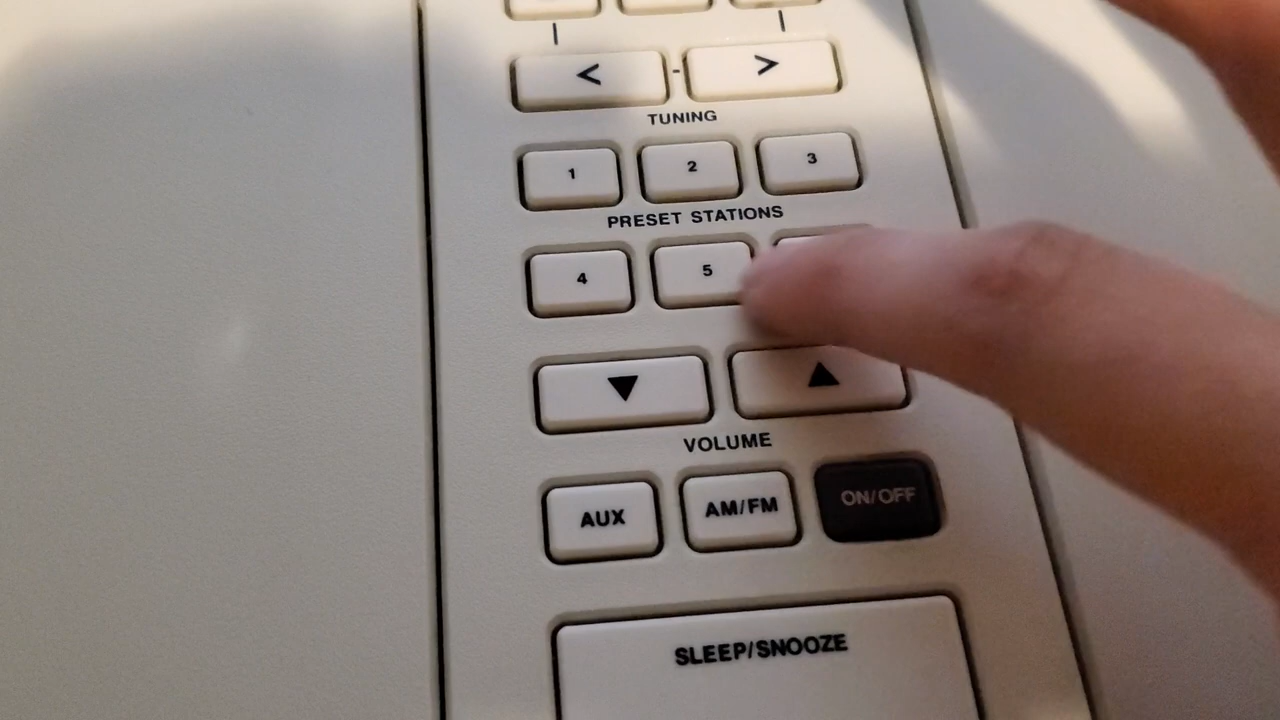 < - >
TUNING
1 2 3
PRESET STATIONS
4 5
▼ ▲
VOLUME
AUX AM/FM ON/OFF
SLEEP/SNOOZE